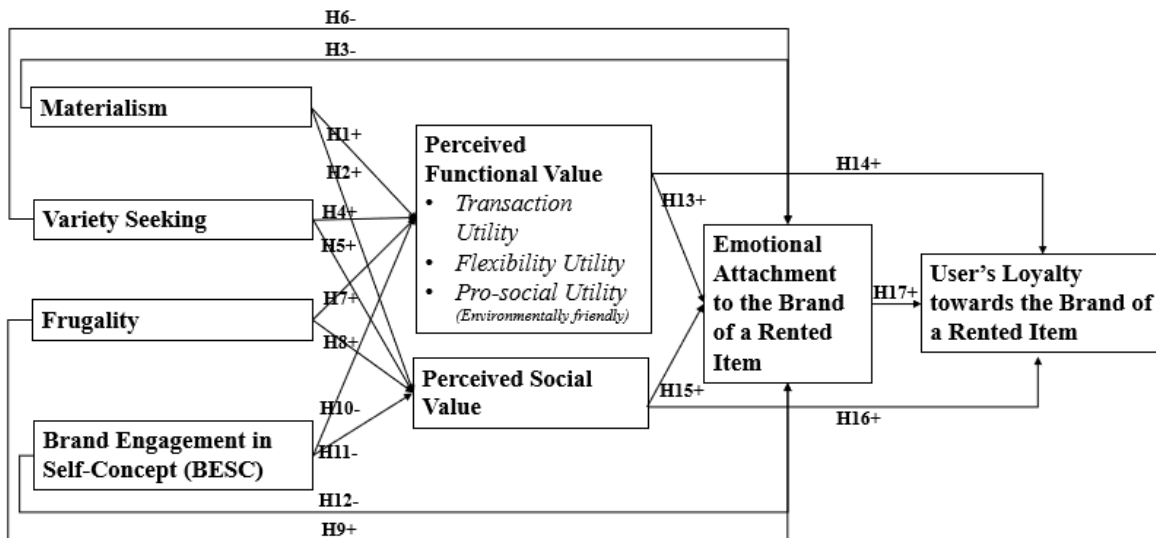 H6-
H3-
Materialism
H1+
H2+
Variety Seeking
H4+
H5+
Frugality
H7+
H8+
Brand Engagement in
Self-Concept (BESC)
H10-
H11-
H12-
H9+
Perceived
Functional Value
• Transaction
Utility
• Flexibility Utility
• Pro-social Utility
(Environmentally friendly)
Perceived Social
Value
H13+
H14+
H15+
H16+
Emotional
Attachment
to the Brand
of a Rented
Item
H17+
User’s Loyalty
towards the Brand of
a Rented Item